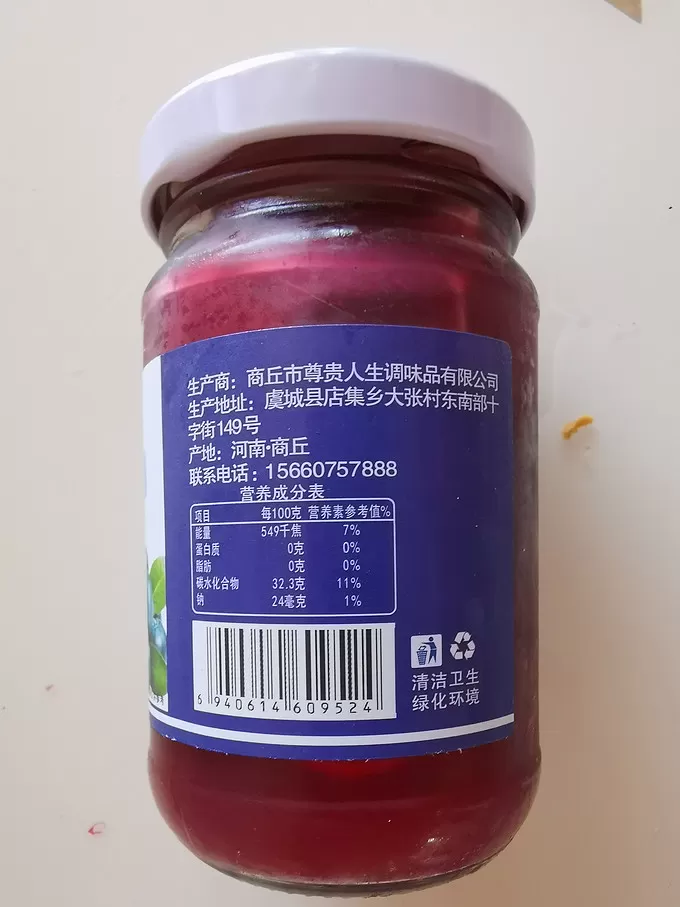 生产商：商丘市尊贵人生调味品有限公司
生产地址：虞城县店集乡大张村东南部十
字街149号
产地：河南·商丘
联系电话：15660757888
营养成分表
项目 每100克 营养素参考值%
能量 549千焦 7%
蛋白质 0克 0%
脂肪 0克 0%
碳水化合物 32.3克 11%
钠 24毫克 1%
6 940614 609524
清洁卫生
绿化环境